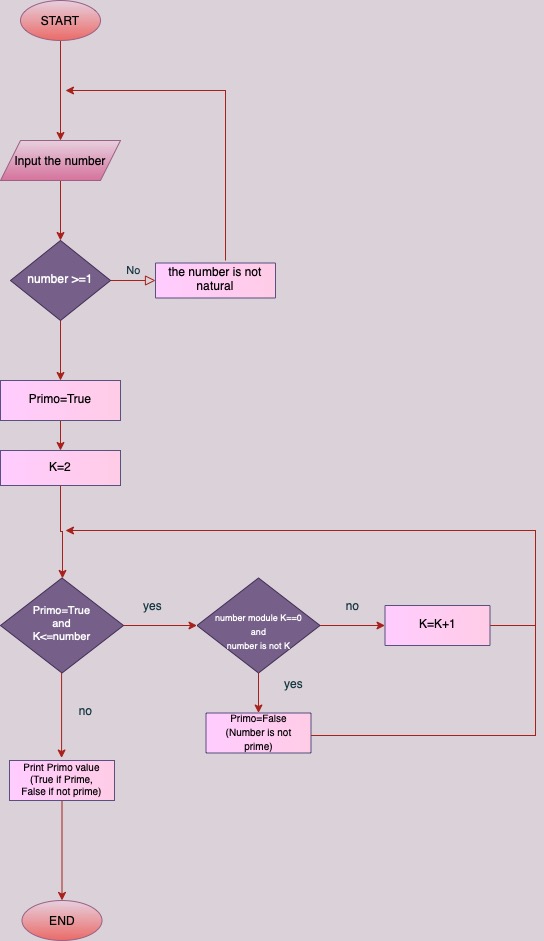 START
Input the number
number >=1
No
the number is not
natural
Primo=True
K=2
Primo=True
and
K<=number
yes
number module K==0
and
number is not K
no
K=K+1
yes
Primo=False
(Number is not
prime)
no
Print Primo value
(True if Prime,
False if not prime)
END